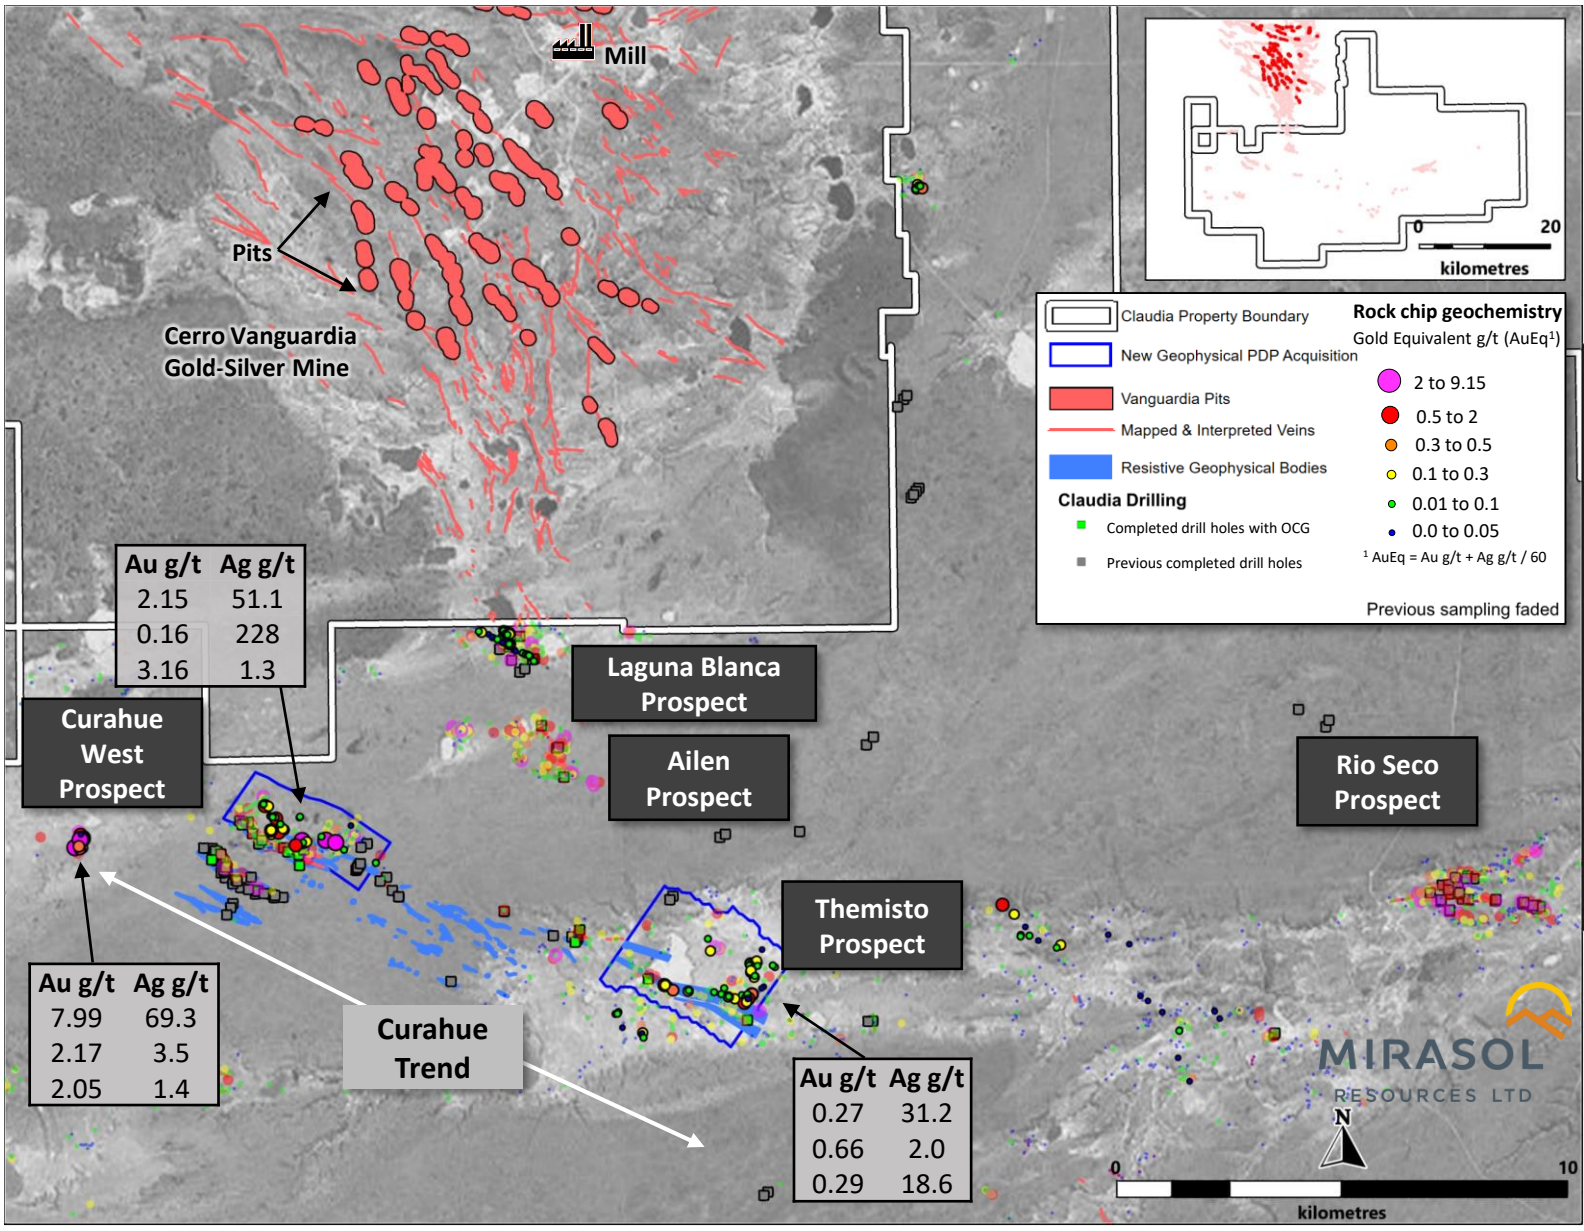 Mill
Pits
Cerro Vanguardia
Gold-Silver Mine
0 20
kilometres
Claudia Property Boundary
New Geophysical PDP Acquisition
Vanguardia Pits
Mapped & Interpreted Veins
Resistive Geophysical Bodies
Claudia Drilling
Completed drill holes with OCG
Previous completed drill holes
Rock chip geochemistry
Gold Equivalent g/t (AuEq¹)
2 to 9.15
0.5 to 2
0.3 to 0.5
0.1 to 0.3
0.01 to 0.1
0.0 to 0.05
¹ AuEq = Au g/t + Ag g/t / 60
Previous sampling faded
Au g/t Ag g/t
2.15 51.1
0.16 228
3.16 1.3
Laguna Blanca
Prospect
Curahue
West
Prospect
Ailen
Prospect
Rio Seco
Prospect
Themisto
Prospect
Au g/t Ag g/t
7.99 69.3
2.17 3.5
2.05 1.4
Curahue
Trend
Au g/t Ag g/t
0.27 31.2
0.66 2.0
0.29 18.6
MIRASOL
RESOURCES LTD
N
0 10
kilometres